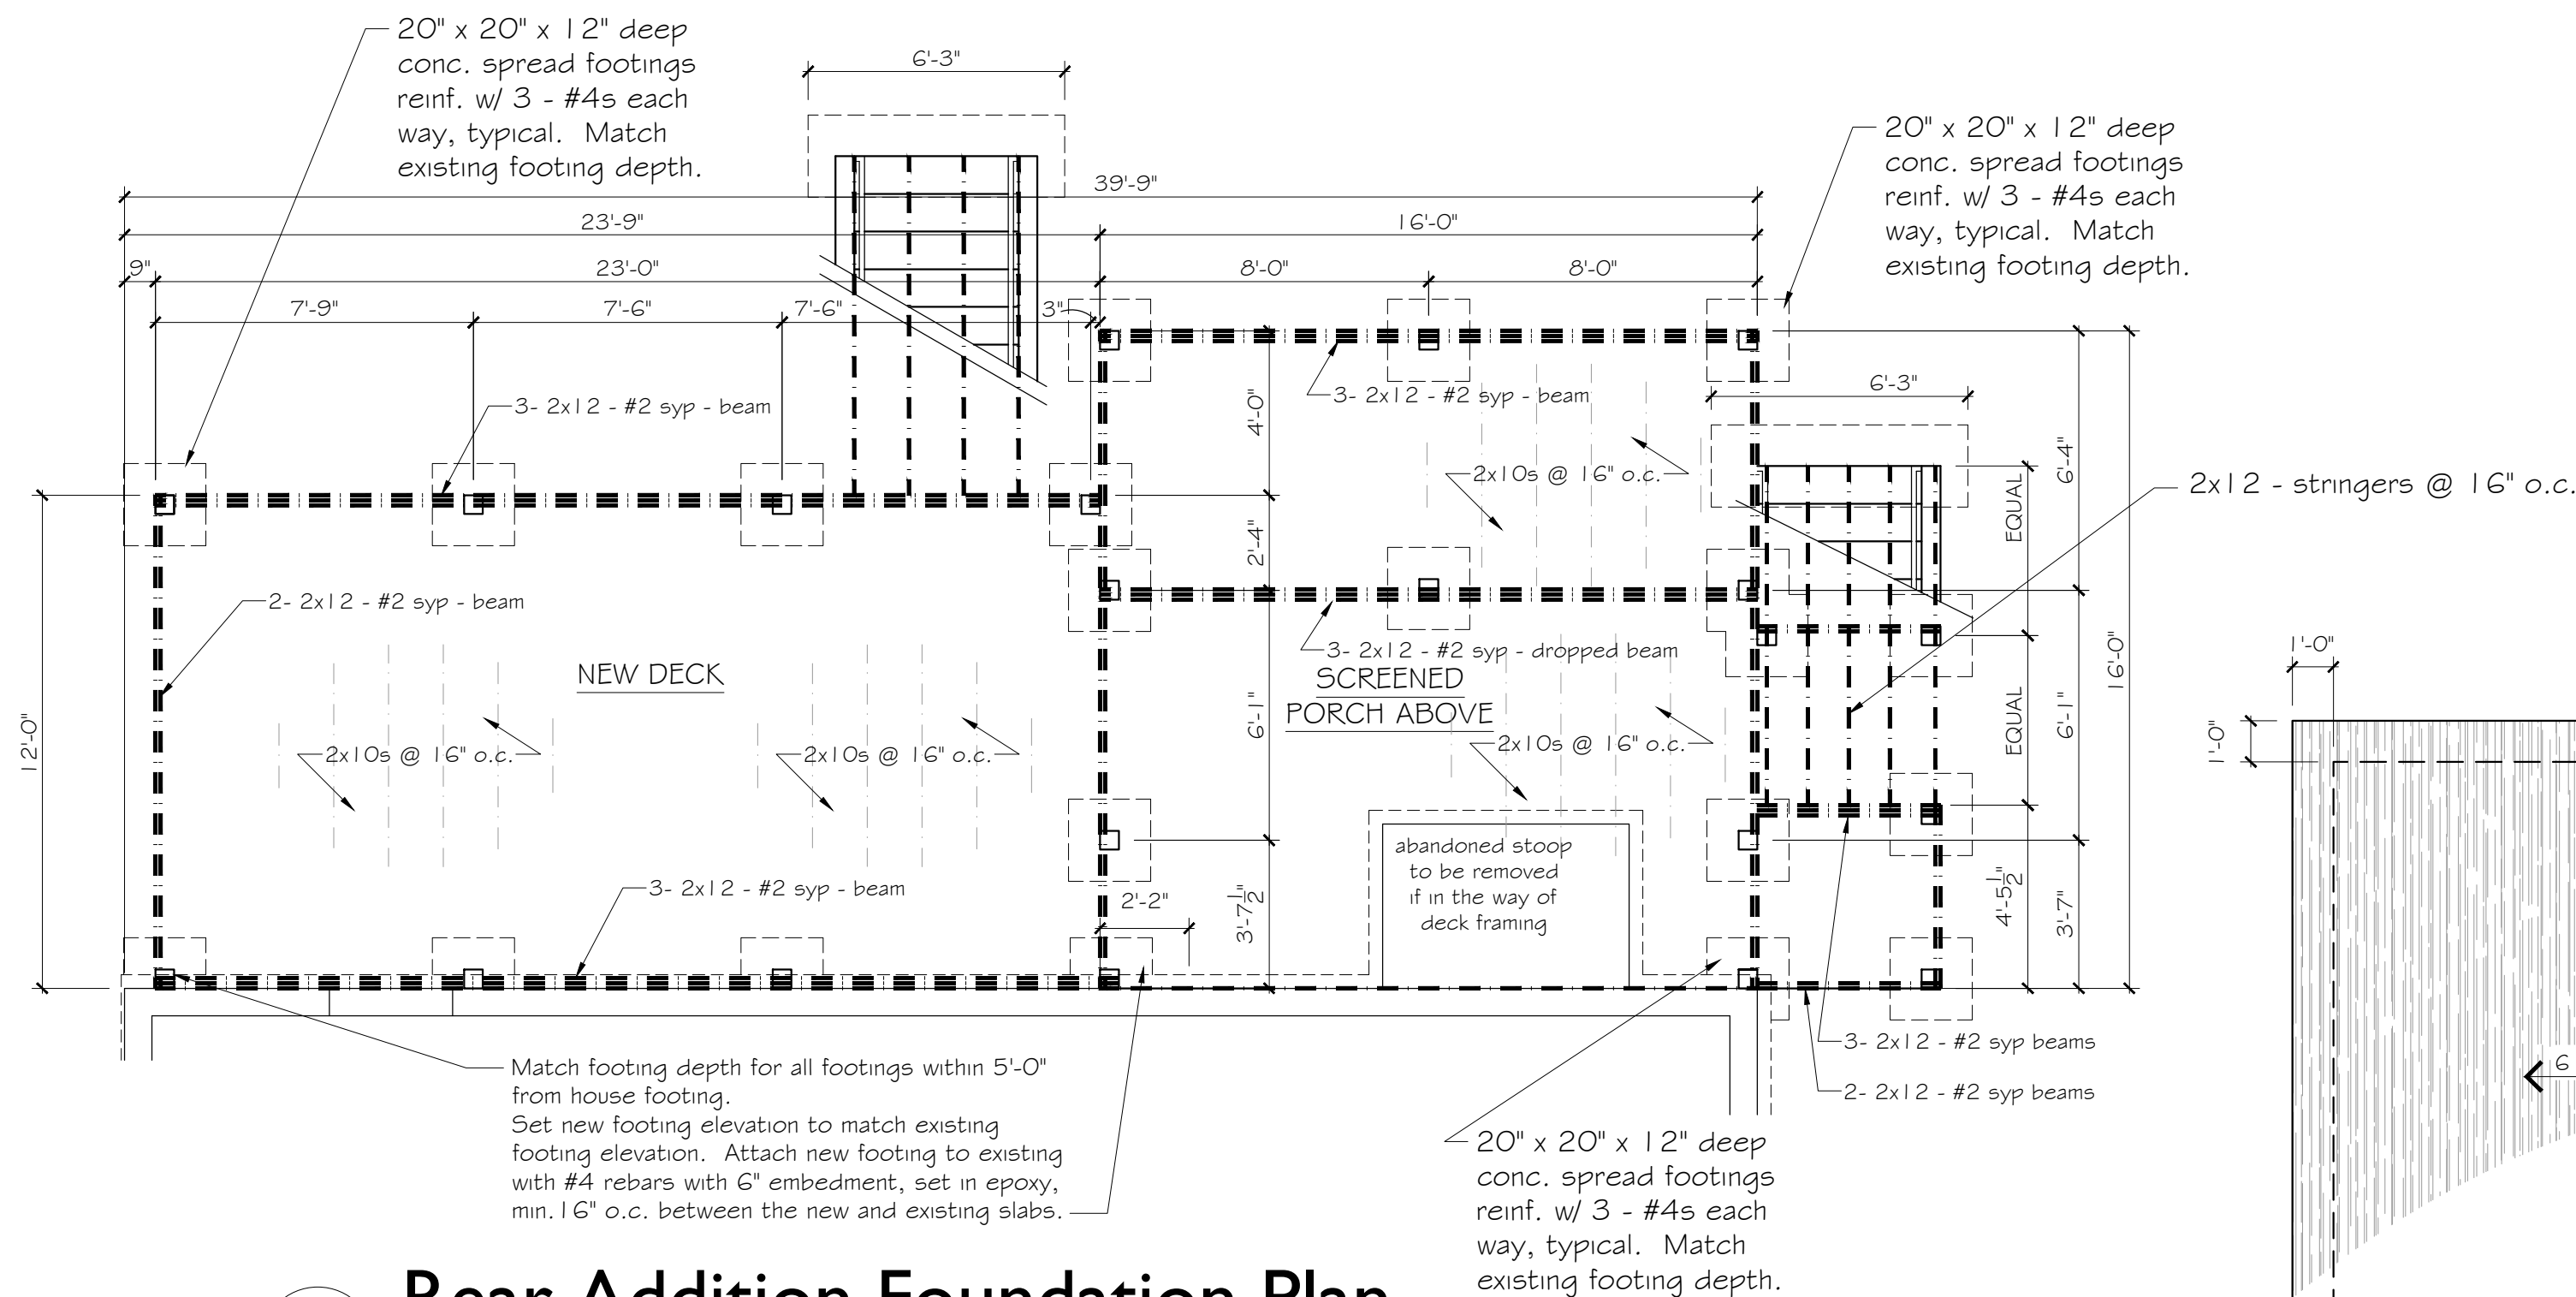 20" x 20" x 12" deep
conc. spread footings
reinf. w/ 3 - #4s each
way, typical. Match
existing footing depth.
6'-3"
20" x 20" x 12" deep
conc. spread footings
reinf. w/ 3 - #4s each
way, typical. Match
existing footing depth.
39'-9"
23'-9"
16'-0"
9"
23'-0"
8'-0"
8'-0"
7'-9"
7'-6"
7'-6"
3"
3- 2x12 - #2 syp - beam
3- 2x12 - #2 syp - beam
4'-0"
6'-3"
6'-4"
2x10s @ 16" o.c.
2x12 - stringers @ 16" o.c.
EQUAL
2'-4"
2- 2x12 - #2 syp - beam
3- 2x12 - #2 syp - dropped beam
NEW DECK
SCREENED
PORCH ABOVE
16'-0"
1'-0"
12'-0"
2x10s @ 16" o.c.
2x10s @ 16" o.c.
6'-1"
2x10s @ 16" o.c.
EQUAL
6'-1"
1'-0"
abandoned stoop
to be removed
if in the way of
deck framing
3- 2x12 - #2 syp - beam
2'-2"
3'-7 1/2"
4'-5 1/2"
3'-7"
3- 2x12 - #2 syp beams
2- 2x12 - #2 syp beams
6
Match footing depth for all footings within 5'-0"
from house footing.
Set new footing elevation to match existing
footing elevation. Attach new footing to existing
with #4 rebars with 6" embedment, set in epoxy,
min.16" o.c. between the new and existing slabs.
20" x 20" x 12" deep
conc. spread footings
reinf. w/ 3 - #4s each
way, typical. Match
existing footing depth.
Rear Addition Foundation Plan